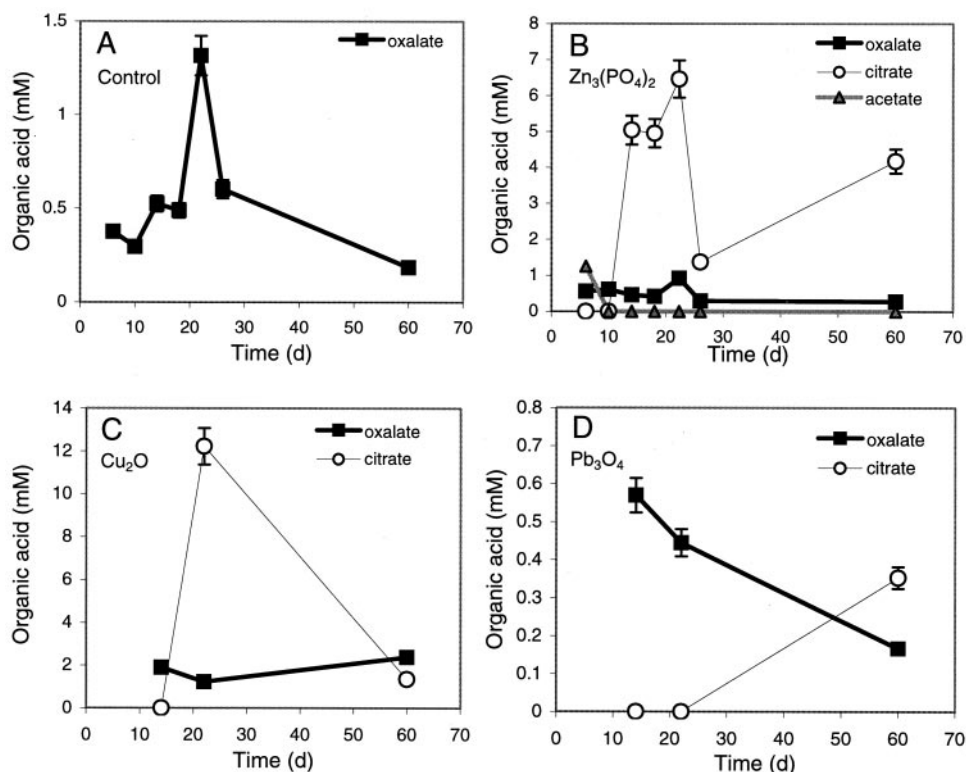 A
Control
oxalate
Organic acid (mM)
1.5
1
0.5
0
0 10 20 30 40 50 60 70
Time (d)
B
Zn₃(PO₄)₂
oxalate
citrate
acetate
Organic acid (mM)
8
7
6
5
4
3
2
1
0
0 10 20 30 40 50 60 70
Time (d)
C
Cu₂O
oxalate
citrate
Organic acid (mM)
14
12
10
8
6
4
2
0
0 10 20 30 40 50 60 70
Time (d)
D
Pb₃O₄
oxalate
citrate
Organic acid (mM)
0.8
0.7
0.6
0.5
0.4
0.3
0.2
0.1
0
0 10 20 30 40 50 60 70
Time (d)